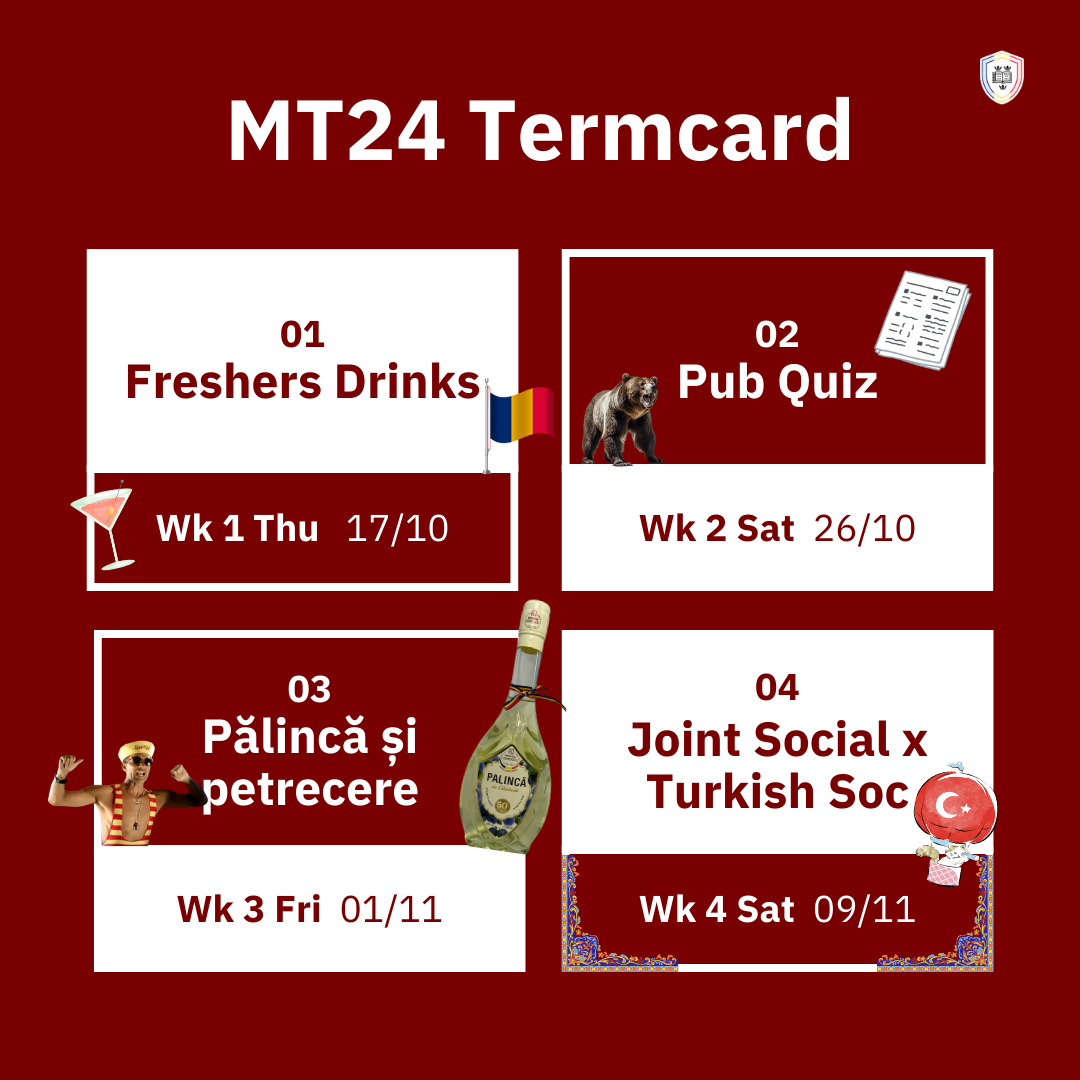 MT24 Termcard
01
Freshers Drinks
Wk 1 Thu 17/10
02
Pub Quiz
Wk 2 Sat 26/10
03
Pălincă și
petrecere
Wk 3 Fri 01/11
PALINCĂ
50
04
Joint Social x
Turkish Soc
Wk 4 Sat 09/11